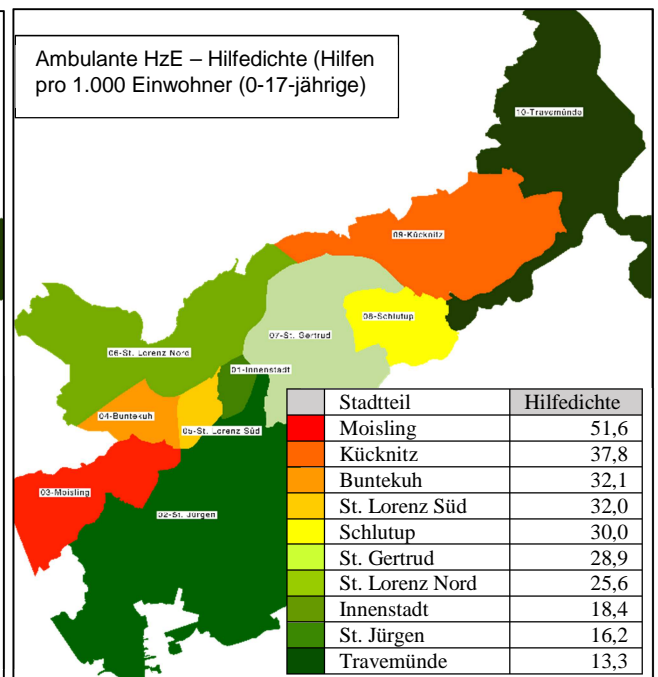 Ambulante HzE – Hilfedichte (Hilfen
pro 1.000 Einwohner (0-17-jährige)
10-Travemünde
09-Kücknitz
08-Schlutup
07-St. Gertrud
06-St. Lorenz Nord
01-Innenstadt
04-Buntekuh
05-St. Lorenz Süd
03-Moisling
02-St. Jürgen
Stadtteil Hilfedichte
Moisling 51,6
Kücknitz 37,8
Buntekuh 32,1
St. Lorenz Süd 32,0
Schlutup 30,0
St. Gertrud 28,9
St. Lorenz Nord 25,6
Innenstadt 18,4
St. Jürgen 16,2
Travemünde 13,3